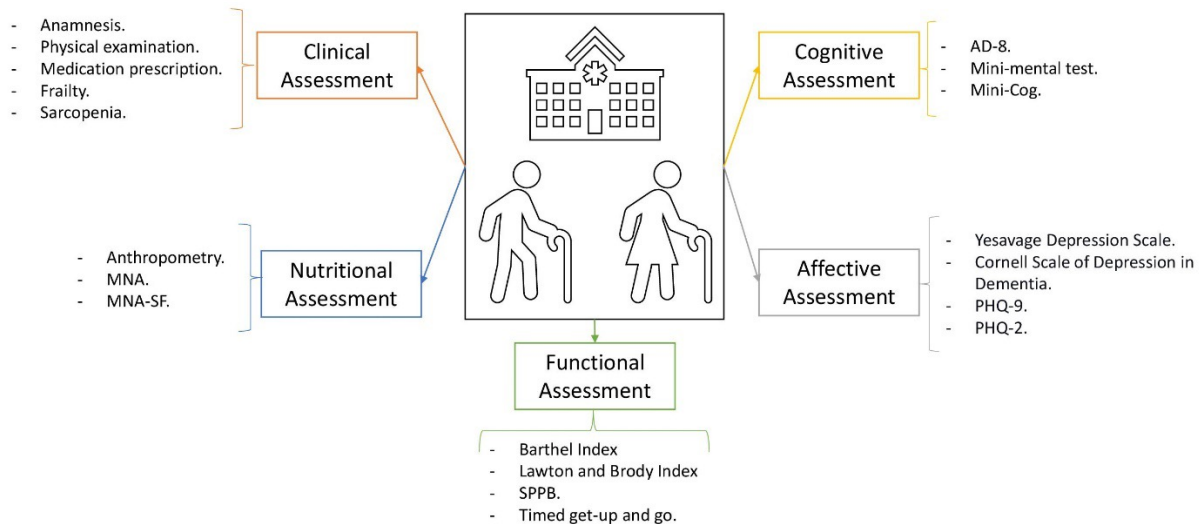 - Anamnesis.
- Physical examination.
- Medication prescription.
- Frailty.
- Sarcopenia.
Clinical
Assessment
Cognitive
Assessment
- AD-8.
- Mini-mental test.
- Mini-Cog.
- Anthropometry.
- MNA.
- MNA-SF.
Nutritional
Assessment
Affective
Assessment
- Yesavage Depression Scale.
- Cornell Scale of Depression in
Dementia.
- PHQ-9.
- PHQ-2.
Functional
Assessment
- Barthel Index
- Lawton and Brody Index
- SPPB.
- Timed get-up and go.